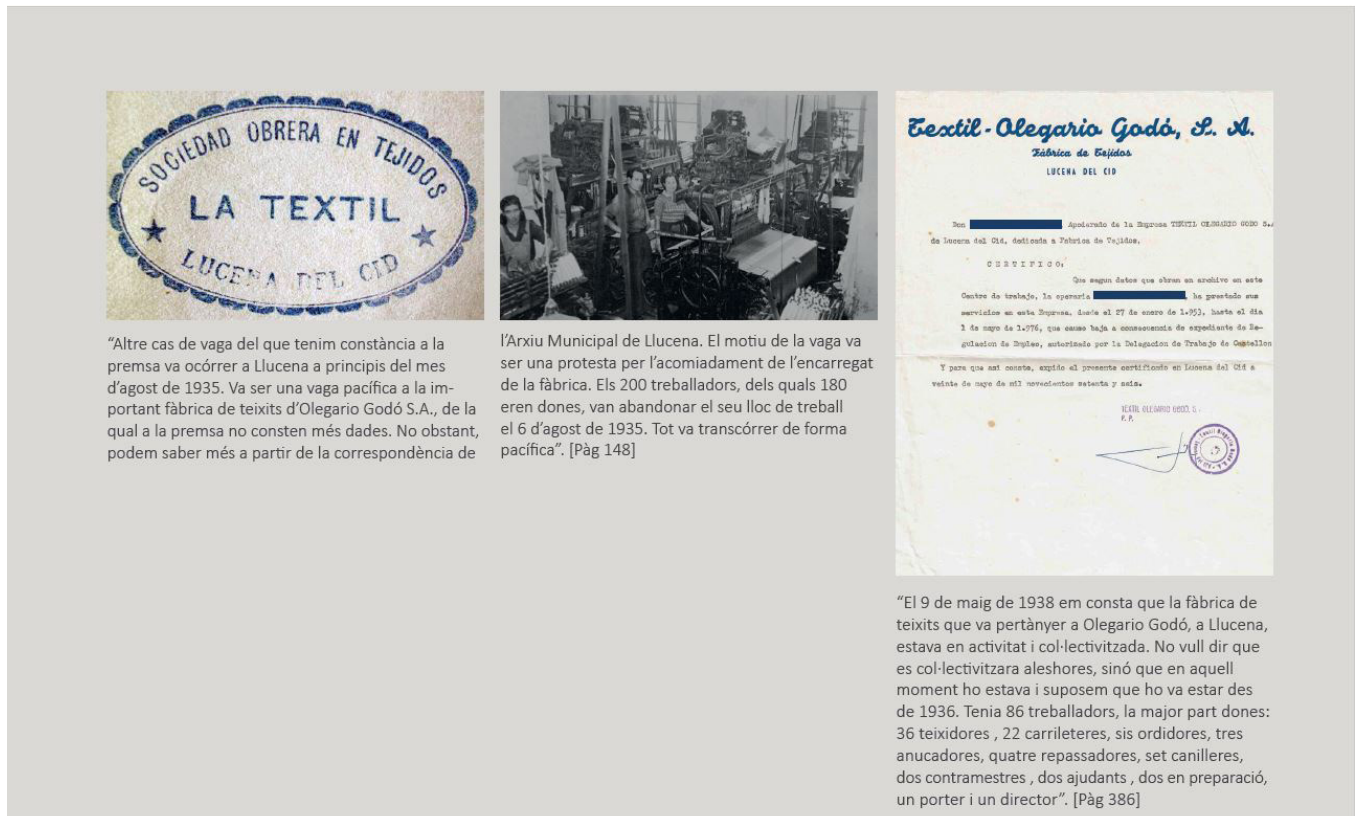 SOCIEDAD OBRERA EN TEJIDOS
LA TEXTIL
LUCENA DEL CID
“Altre cas de vaga del que tenim constància a la
premsa va ocórrer a Llucena a principis del mes
d’agost de 1935. Va ser una vaga pacífica a la im-
portant fàbrica de teixits d’Olegario Godó S.A., de la
qual a la premsa no consten més dades. No obstant,
podem saber més a partir de la correspondència de
l’Arxiu Municipal de Llucena. El motiu de la vaga va
ser una protesta per l’acomiadament de l’encarregat
de la fàbrica. Els 200 treballadors, dels quals 180
eren dones, van abandonar el seu lloc de treball
el 6 d’agost de 1935. Tot va transcórrer de forma
pacífica”. [Pàg 148]
Textil - Olegario Godó, S. A.
Fábrica de Tejidos
LUCENA DEL CID
Don Apoderado de la Empresa TEXTIL OLEGARIO GODO S.A
de Lucena del Cid, dedicada a Fabrica de Tejidos.
CERTIFICO:
Que segun datos que obran en archivo en este
Centro de trabajo, la operaria , ha prestado sus
servicios en esta Empresa, desde el 27 de enero de 1.953, hasta el dia
1 de mayo de 1.976, que causo baja a consecuencia de expediente de Re-
gulacion de Empleo, autorizado por la Delegacion de Trabajo de Castellon
Y para que asi conste, expido el presente certificado en Lucena del Cid a
veinte de mayo de mil novecientos setenta y seis.
TEXTIL OLEGARIO GODO, S.
P. P.
“El 9 de maig de 1938 em consta que la fàbrica de
teixits que va pertànyer a Olegario Godó, a Llucena,
estava en activitat i col·lectivitzada. No vull dir que
es col·lectivitzara aleshores, sinó que en aquell
moment ho estava i suposem que ho va estar des
de 1936. Tenia 86 treballadors, la major part dones:
36 teixidores , 22 carrileteres, sis ordidores, tres
anucadores, quatre repassadores, set canilleres,
dos contramestres , dos ajudants , dos en preparació,
un porter i un director”. [Pàg 386]